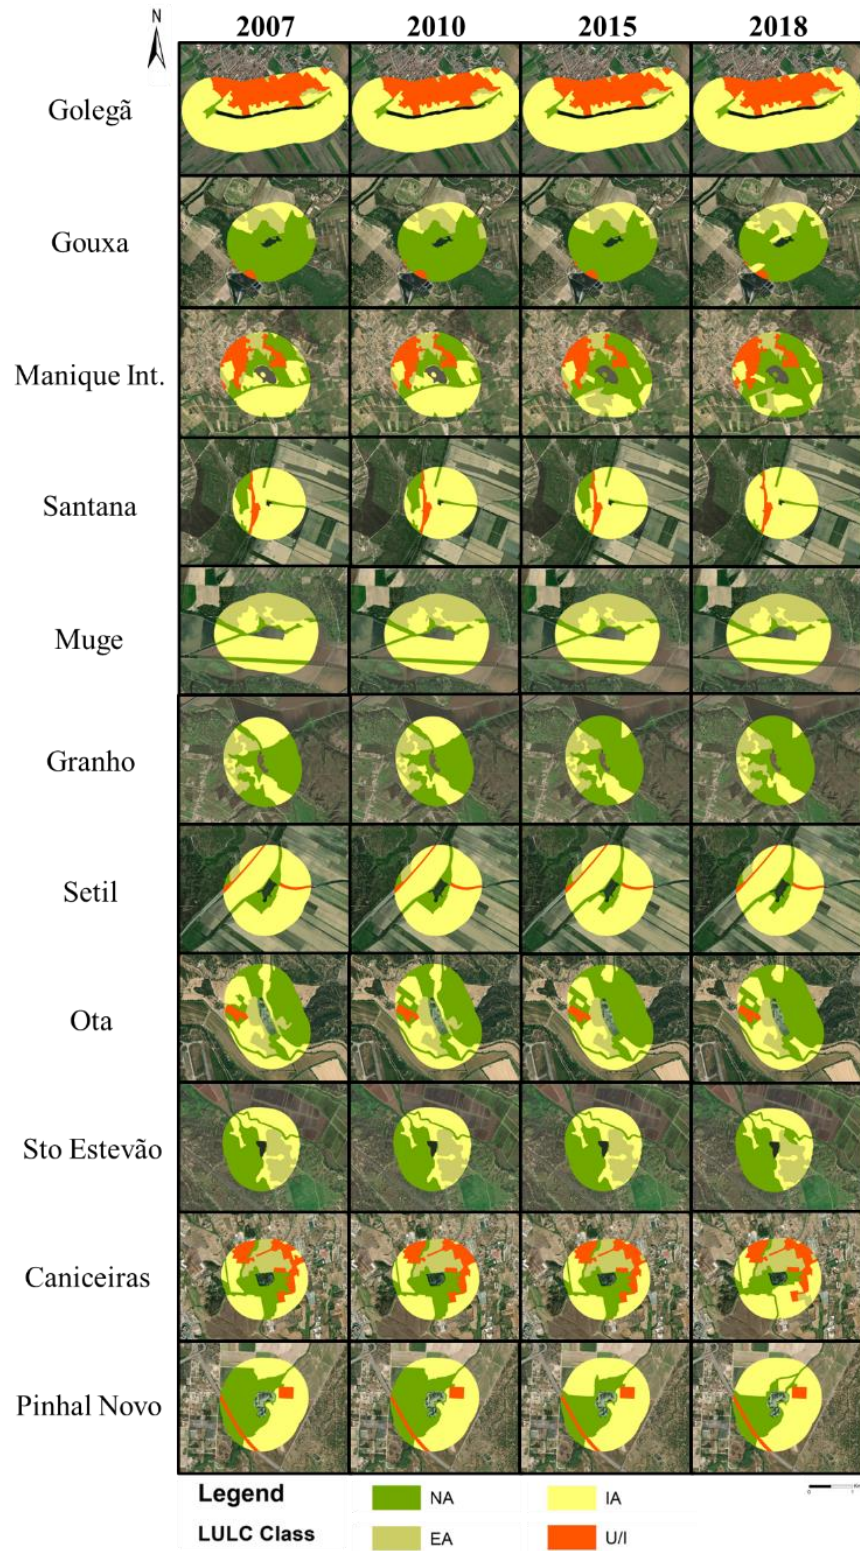 N
2007 2010 2015 2018
Golegã
Gouxa
Manique Int.
Santana
Muge
Granho
Setil
Ota
Sto Estevão
Caniceiras
Pinhal Novo
Legend
NA IA
LULC Class
EA U/I